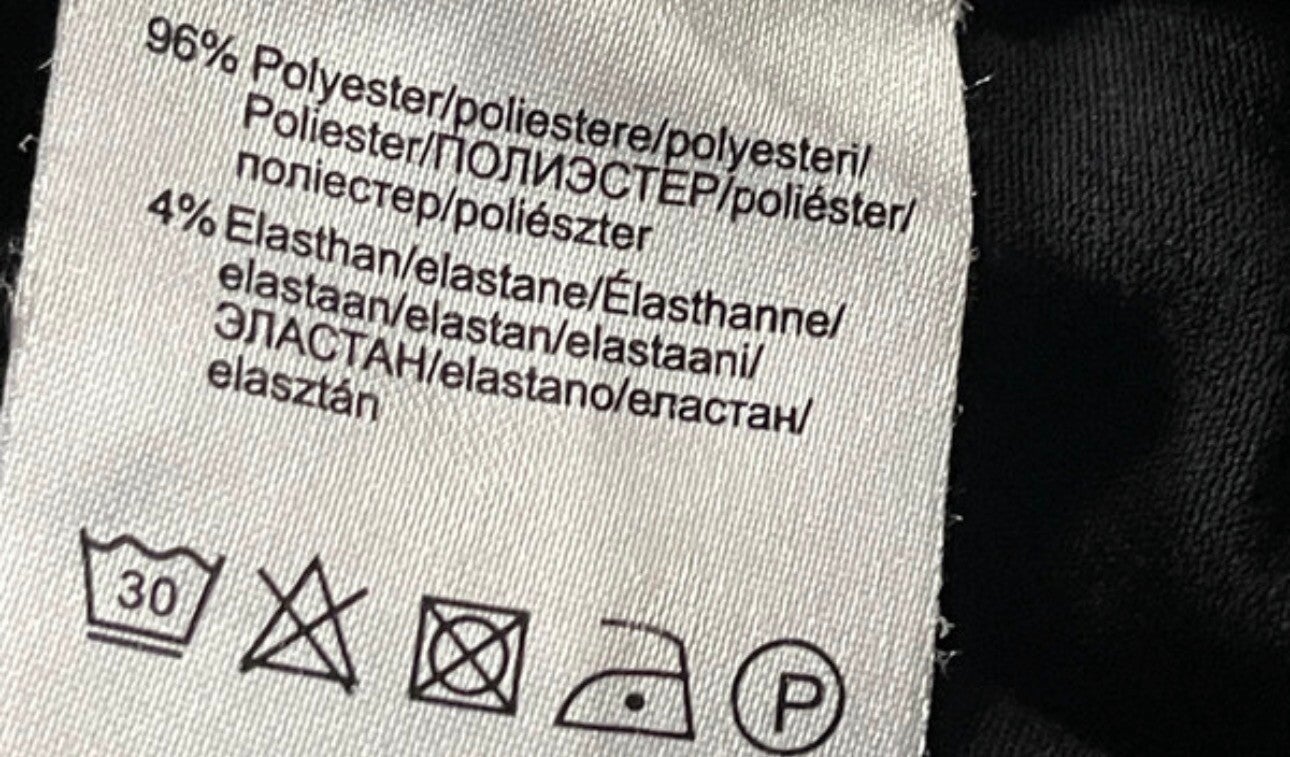 96% Polyester/poliestere/polyesteri/
Poliester/ПОЛИЭСТЕР/poliéster/
поліестер/poliészter
4% Elasthan/elastane/Élasthanne/
elastaan/elastan/elastaani/
ЭЛАСТАН/elastano/еластан/
elasztán
30
P